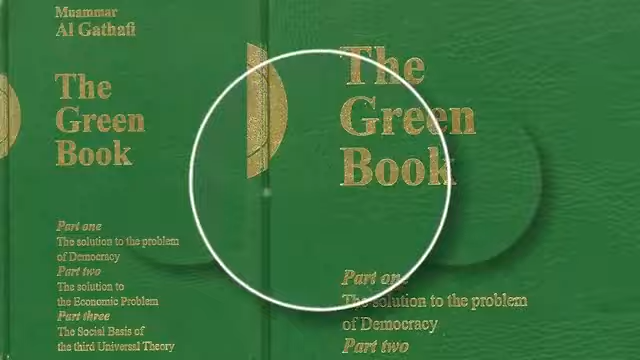 Muammar
Al Gathafi
The
Green
Book
Part one
The solution to the problem
of Democracy
Part two
The solution to
the Economic Problem
Part three
The Social Basis of
the third Universal Theory
The
Green
Book
Part one
The solution to the problem
of Democracy
Part two